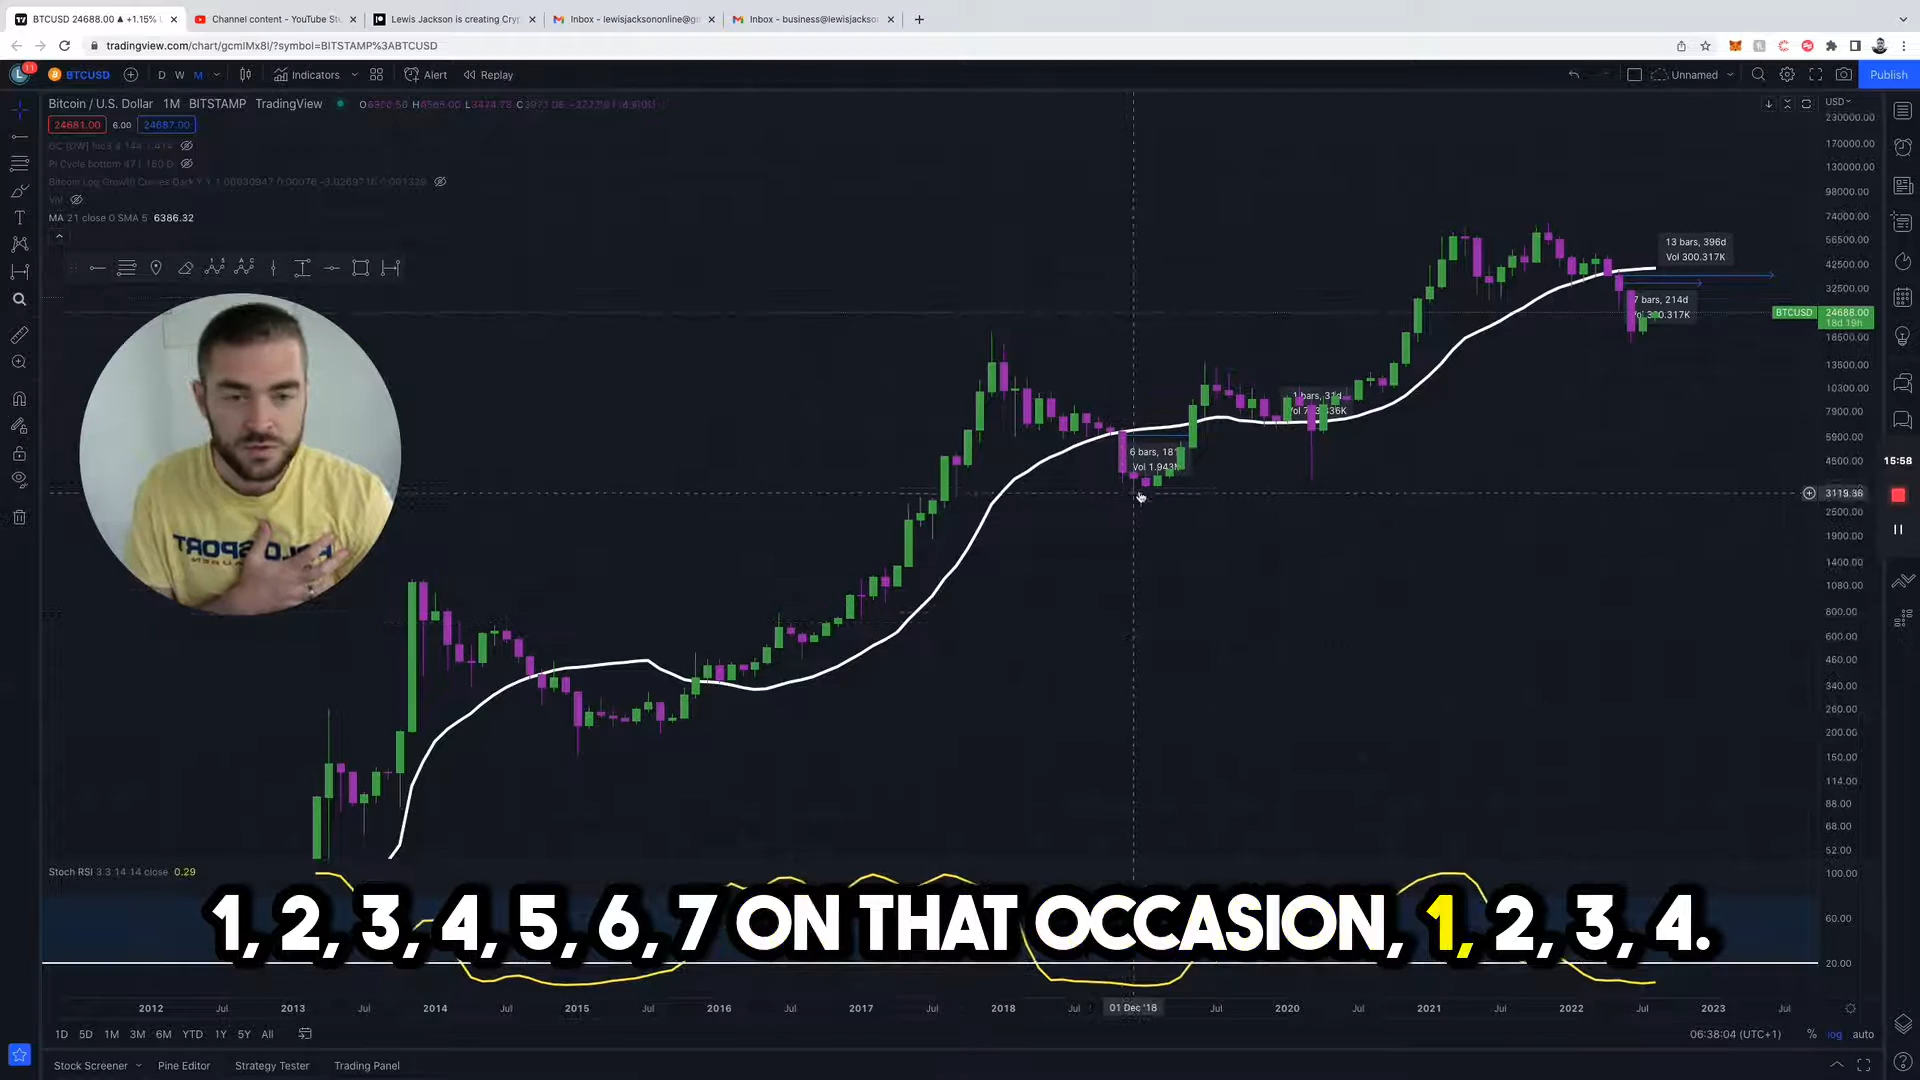 BTCUSD 24688.00 ▲ +1.15%
Channel content - YouTube St
Lewis Jackson is creating Cry
Inbox - lewisjacksononline@g
Inbox - business@lewisjackso
tradingview.com/chart/gcmlMx8l/?symbol=BITSTAMP%3ABTCUSD
L 11 BTCUSD D W M Indicators Alert Replay Unnamed Publish
Bitcoin / U.S. Dollar 1M BITSTAMP TradingView
24681.00 6.00 24687.00
Vol
MA 21 close 0 SMA 5 6386.32
USD
230000.00
170000.00
130000.00
98000.00
74000.00
56500.00
42500.00
32500.00
BTCUSD 24688.00
18d 19h
18500.00
13500.00
10300.00
7900.00
5900.00
4500.00
3119.36
2500.00
1900.00
1400.00
1080.00
800.00
600.00
460.00
340.00
260.00
200.00
150.00
114.00
88.00
68.00
52.00
13 bars, 396d
Vol 300.317K
7 bars, 214d
6 bars, 181
Vol 1.943
15:58
Stoch RSI 3 3 14 14 close 0.29
100.00
60.00
20.00
1, 2, 3, 4, 5, 6, 7 ON THAT OCCASION, 1, 2, 3, 4.
2012 Jul 2013 Jul 2014 Jul 2015 Jul 2016 Jul 2017 Jul 2018 Jul 01 Dec '18 Jul 2020 Jul 2021 Jul 2022 Jul 2023 Jul
1D 5D 1M 3M 6M YTD 1Y 5Y All
06:38:04 (UTC+1) % log auto
Stock Screener Pine Editor Strategy Tester Trading Panel